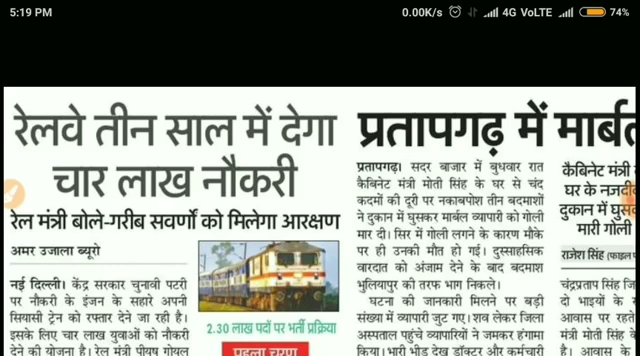 5:19 PM
0.00K/s
4G VoLTE
74%
रेलवे तीन साल में देगा
चार लाख नौकरी
रेल मंत्री बोले-गरीब सवर्णों को मिलेगा आरक्षण
अमर उजाला ब्यूरो
नई दिल्ली। केंद्र सरकार चुनावी पटरी
पर नौकरी के इंजन के सहारे अपनी
सियासी ट्रेन को रफ्तार देने जा रही है।
इसके लिए चार लाख युवाओं को नौकरी
देने की योजना है। रेल मंत्री पीयूष गोयल
2.30 लाख पदों पर भर्ती प्रक्रिया
पहला चरण
प्रतापगढ़ में मार्बल
प्रतापगढ़। सदर बाजार में बुधवार रात
कैबिनेट मंत्री मोती सिंह के घर से चंद
कदमों की दूरी पर नकाबपोश तीन बदमाशों
ने दुकान में घुसकर मार्बल व्यापारी को गोली
मार दी। सिर में गोली लगने के कारण मौके
पर ही उनकी मौत हो गई। दुस्साहसिक
वारदात को अंजाम देने के बाद बदमाश
भुलियापुर की तरफ भाग निकले।
घटना की जानकारी मिलने पर बड़ी
संख्या में व्यापारी जुट गए। शव लेकर जिला
अस्पताल पहुंचे व्यापारियों ने जमकर हंगामा
किया। भारी भीड़ देख डॉक्टर और कर्मचारी
कैबिनेट मंत्री
घर के नजदी
दुकान में घुस
मारी गोली
राजेश सिंह (फाइल
चंद्रप्रताप सिंह
दो भाइयों के
आवास पर रहते
मंत्री मोती सिंह
है। आवास के